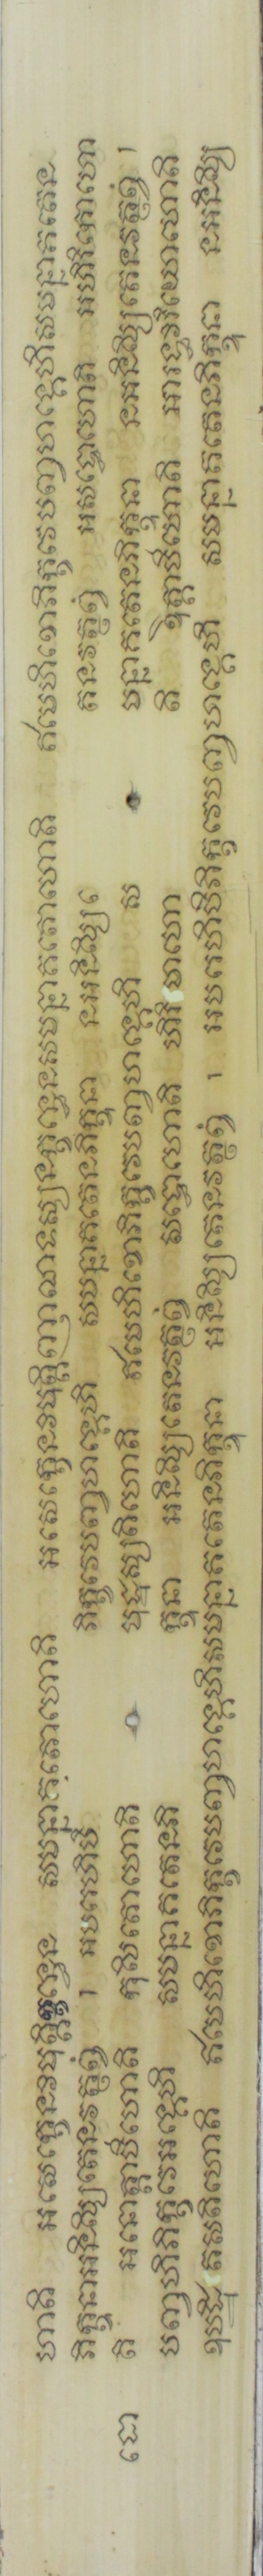 ហោតិ អសេក្ខេនវិមុត្តិក្ខន្ធេន សមន្នាគតោហោតិ អសេក្ខេនវិមុត្តិញាណទស្សនក្ខន្ធេនសមន្នាគតោហោតិ ឥមេហិខោភិក្ខវេបញ្ចហង្គេហិសមន្នាគតេន
ភិក្ខុនាអនិស្សិតេនវត្ថព្វំ ។ អបរេហិបិ ភិក្ខវេបញ្ចហង្គេហិ សមន្នាគតេនភិក្ខុនា នអនិស្សិតេ តនវត្ថព្វំ អសទ្ធោហោតិ អហិរិកោហោ
តិ អនោត្តាបីហោតិ កុសិតោហោតិ មុដ្ឋស្សតិហោតិ ឥមេហិខោភិក្ខវេបញ្ចហង្គេហិ ស មន្នាគតេនភិក្ខុនា នអនិស្សិតេនវត្ថព្វំ ។
បញ្ចហិភិក្ខវេអង្គេហិ សមន្នាគតេនភិ ក្ខុនា អនិស្សិតេនវត្ថព្វំ សទ្ធោហោតិ ហិរិមាហោ តិ ឱត្តាបីហោតិ អារទ្ធវិរិយោហោតិ
ឧបដ្ឋិតសតិហោតិ ឥមេហិខោភិក្ខវេបញ្ចហង្គេហិសមន្នាគតេនភិក្ខុនា អនិស្សិតេនវត្ថព្វំ ។ អបរេហិបិភិក្ខវេបញ្ចហង្គេហិ សមន្នាគតេនភិក្ខុនា នអនិស្សិ